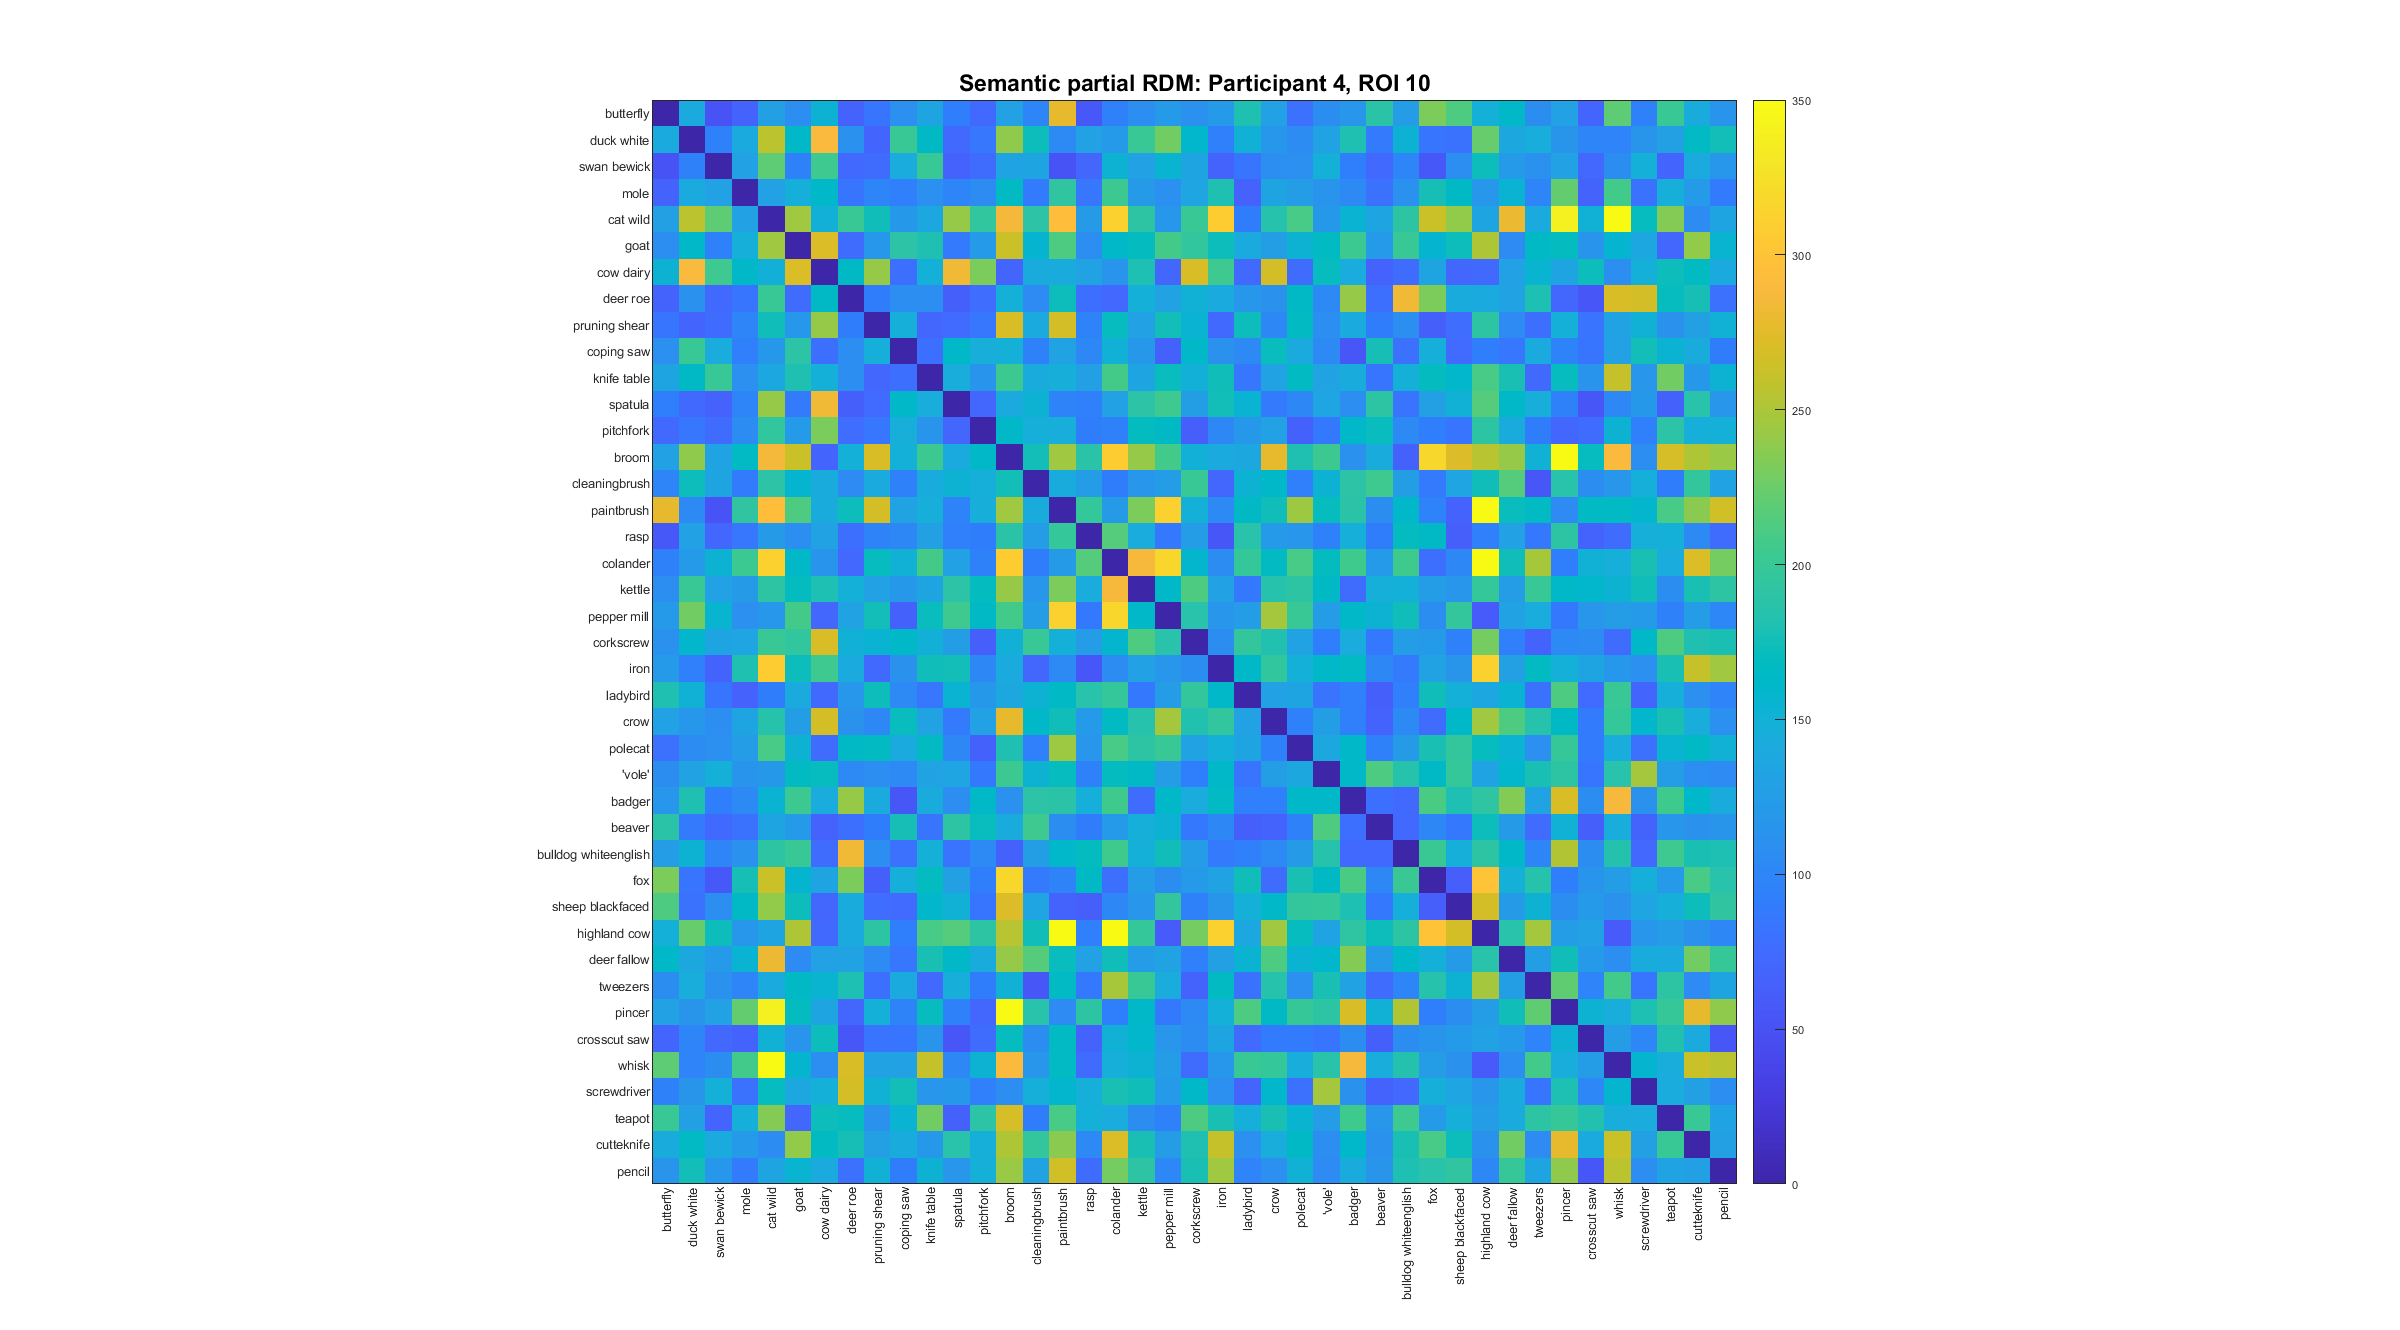 Semantic partial RDM: Participant 4, ROI 10
butterfly
duck white
swan bewick
mole
cat wild
goat
cow dairy
deer roe
pruning shear
coping saw
knife table
spatula
pitchfork
broom
cleaningbrush
paintbrush
rasp
colander
kettle
pepper mill
corkscrew
iron
ladybird
crow
polecat
'vole'
badger
beaver
bulldog whiteenglish
fox
sheep blackfaced
highland cow
deer fallow
tweezers
pincer
crosscut saw
whisk
screwdriver
teapot
cutteknife
pencil
butterfly
duck white
swan bewick
mole
cat wild
goat
cow dairy
deer roe
pruning shear
coping saw
knife table
spatula
pitchfork
broom
cleaningbrush
paintbrush
rasp
colander
kettle
pepper mill
corkscrew
iron
ladybird
crow
polecat
'vole'
badger
beaver
bulldog whiteenglish
fox
sheep blackfaced
highland cow
deer fallow
tweezers
pincer
crosscut saw
whisk
screwdriver
teapot
cutteknife
pencil
350
300
250
200
150
100
50
0